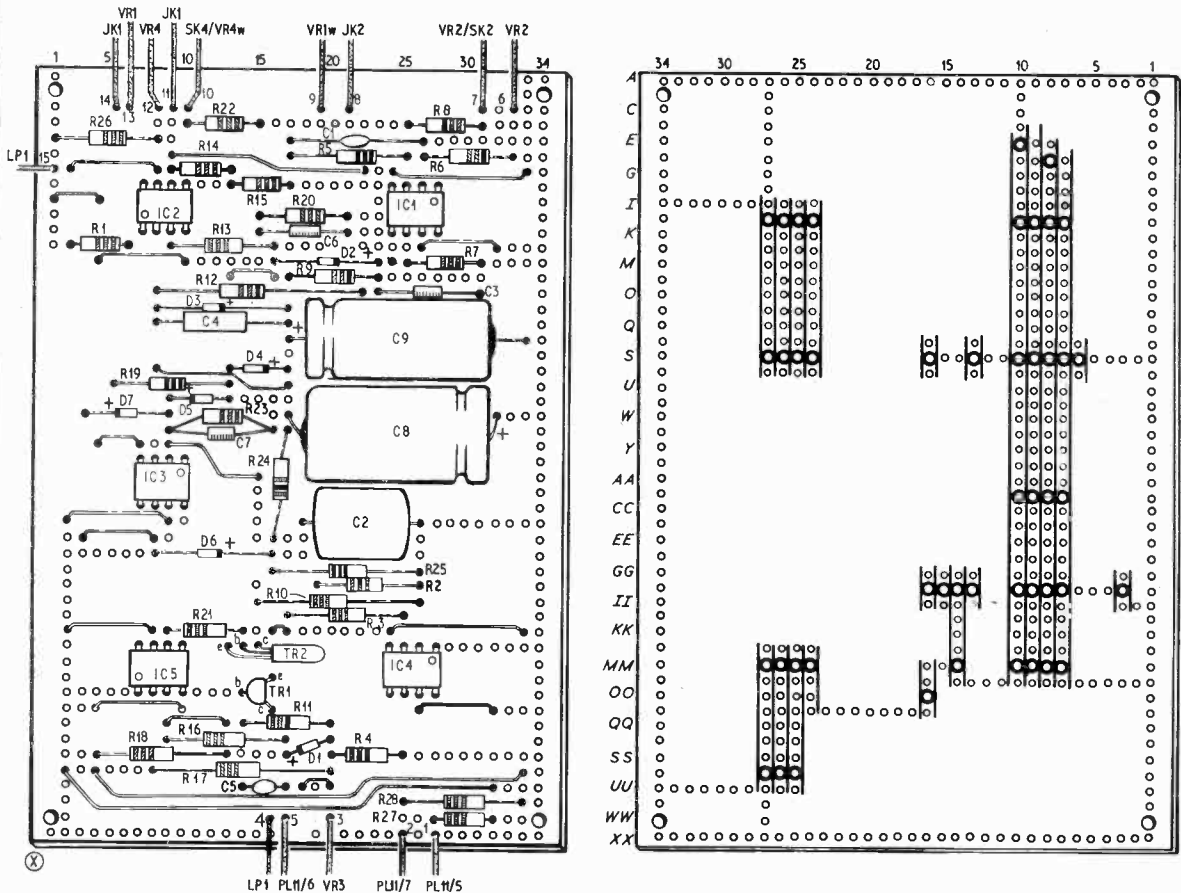 VR1 JK1
JK1 VR4 SK4/VR4w VR1w JK2 VR2/SK2 VR2
1 5 10 15 20 25 30 34
14 13 12 11 10 9 8 7 6
R26 R22 C1 R8
LP1 15 R14 R5 R6
R15
IC2 R20 IC1
R1 R13 C6
D2 + R7
R12 R9
C3
D3 +
C4 + C9
D4 +
R19
+ D7 D5 R23
C7 C8 +
R24
IC3
C2
D6 +
R25
R2
R10
R3
R21
e b c TR2
IC5 IC4
b e TR1
c
R11
R16
R18 + D1 R4
R17
C5
R28
R27
4 5 3 2 1
X
LP1 PL11/6 VR3 PL11/7 PL11/5
34 30 25 20 15 10 5 1
A
C
E
G
I
K
M
O
Q
S
U
W
Y
AA
CC
EE
GG
II
KK
MM
OO
QQ
SS
UU
WW
XX